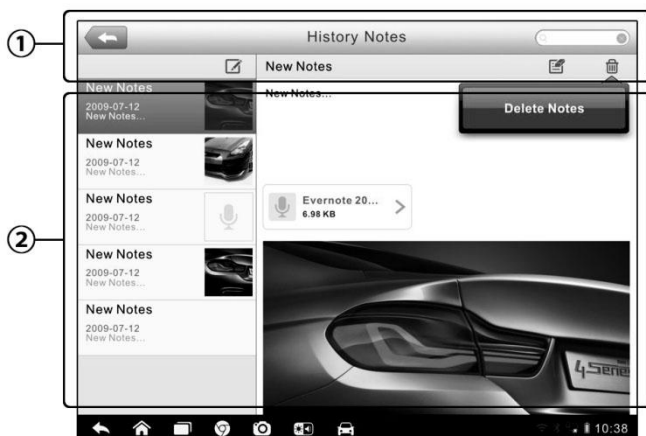 ①
History Notes
New Notes
New Notes
2009-07-12
New Notes...
New Notes...
Delete Notes
②
New Notes
2009-07-12
New Notes...
New Notes
2009-07-12
New Notes...
Evernote 20...
6.98 KB
New Notes
2009-07-12
New Notes...
New Notes
2009-07-12
New Notes...
4 Serie
10:38